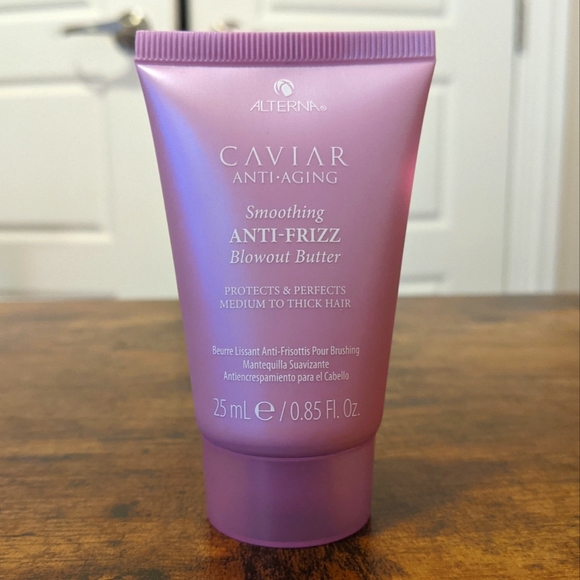 ALTERNA®
CAVIAR
ANTI·AGING
Smoothing
ANTI-FRIZZ
Blowout Butter
PROTECTS & PERFECTS
MEDIUM TO THICK HAIR
Beurre Lissant Anti-Frisottis Pour Brushing
Mantequilla Suavizante
Antiencrespamiento para el Cabello
25 mL ℮ / 0.85 Fl. Oz.